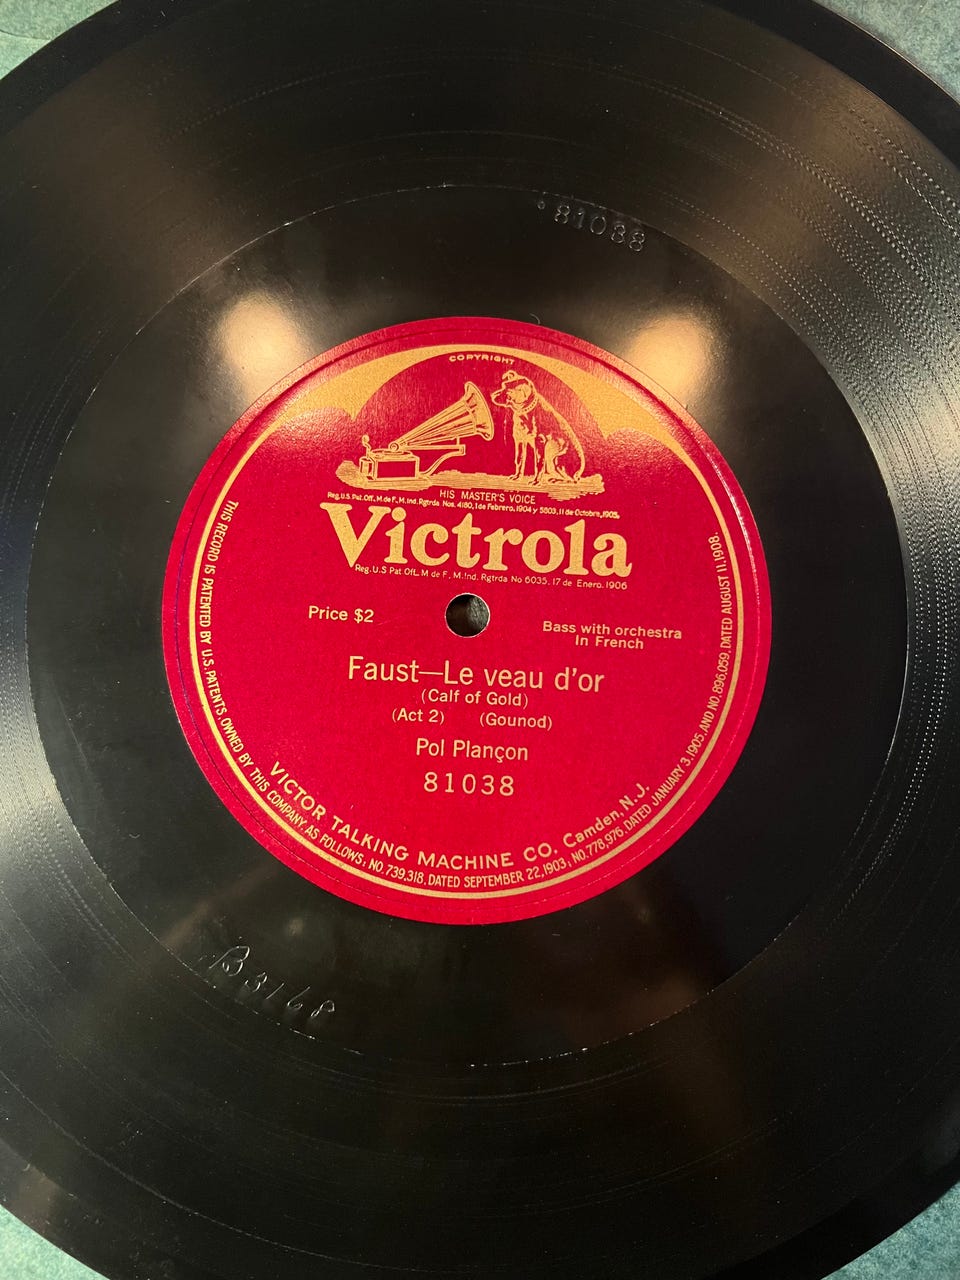 81038
COPYRIGHT
HIS MASTER'S VOICE
Reg.U.S.Pat.Off., M.de F., M.Ind. Rgtrda Nos. 4180, 1 de Febrero, 1904 y 5803, 11 de Octobre, 1905.
Victrola
Reg.U.S Pat.Off., M de F., M.Ind. Rgtrda No 6035. 17 de Enero. 1906
Price $2
Bass with orchestra
In French
Faust—Le veau d'or
(Calf of Gold)
(Act 2) (Gounod)
Pol Plançon
81038
VICTOR TALKING MACHINE CO. Camden, N.J.
THIS RECORD IS PATENTED BY U.S. PATENTS, OWNED BY THIS COMPANY, AS FOLLOWS: NO. 739,318, DATED SEPTEMBER 22, 1903, NO. 778,976, DATED JANUARY 3, 1905, AND NO. 896,059, DATED AUGUST 11, 1908.
B3168